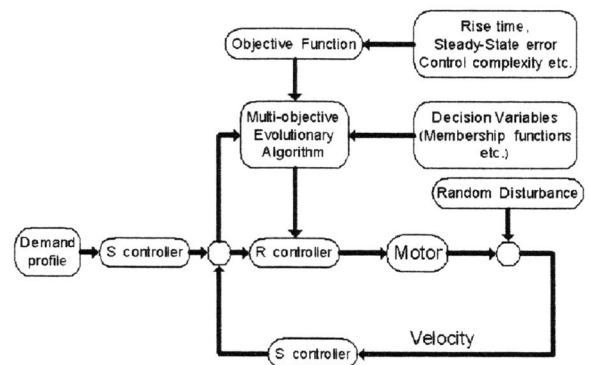 Rise time,
Steady-State error
Control complexity etc.
Objective Function
Multi-objective
Evolutionary
Algorithm
Decision Variables
(Membership functions
etc.)
Random Disturbance
Demand
profile
S controller
R controller
Motor
Velocity
S controller